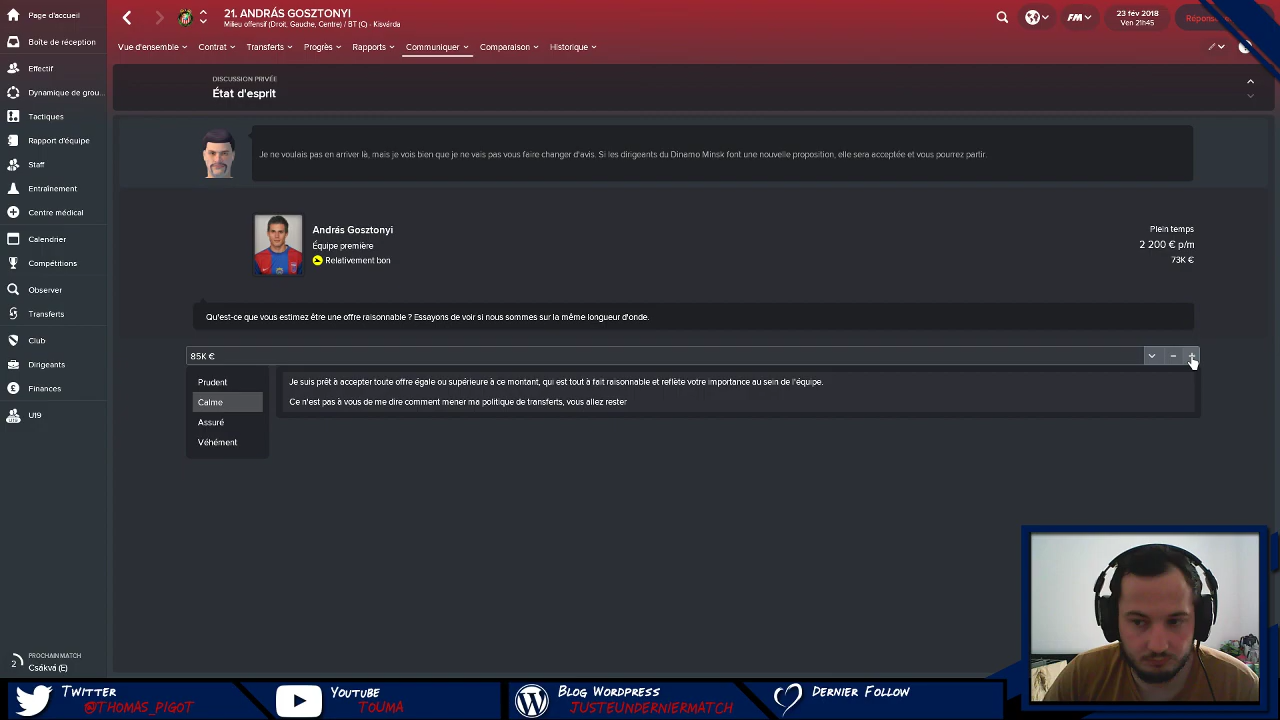 Page d'accueil
Boîte de réception
Effectif
Dynamique de grou...
Tactiques
Rapport d'équipe
Staff
Entraînement
Centre médical
Calendrier
Compétitions
Observer
Transferts
Club
Dirigeants
Finances
U19
2
PROCHAIN MATCH
Csákvá (E)
21. ANDRÁS GOSZTONYI
Milieu offensif (Droit. Gauche, Centre) / BT (C) - Kisvárda
FM
23 fév 2018
Ven 21h45
Vue d'ensemble
Contrat
Transferts
Progrès
Rapports
Communiquer
Comparaison
Historique
DISCUSSION PRIVÉE
État d'esprit
Je ne voulais pas en arriver là, mais je vois bien que je ne vais pas vous faire changer d'avis. Si les dirigeants du Dinamo Minsk font une nouvelle proposition, elle sera acceptée et vous pourrez partir.
András Gosztonyi
Équipe première
Relativement bon
Plein temps
2 200 € p/m
73K €
Qu'est-ce que vous estimez être une offre raisonnable ? Essayons de voir si nous sommes sur la même longueur d'onde.
85K €
Prudent
Calme
Assuré
Véhément
Je suis prêt à accepter toute offre égale ou supérieure à ce montant, qui est tout à fait raisonnable et reflète votre importance au sein de l'équipe.
Ce n'est pas à vous de me dire comment mener ma politique de transferts, vous allez rester
Twitter
@Thomas_Pigot
Youtube
Touma
Blog Wordpress
JusteUnDernierMatch
Dernier Follow